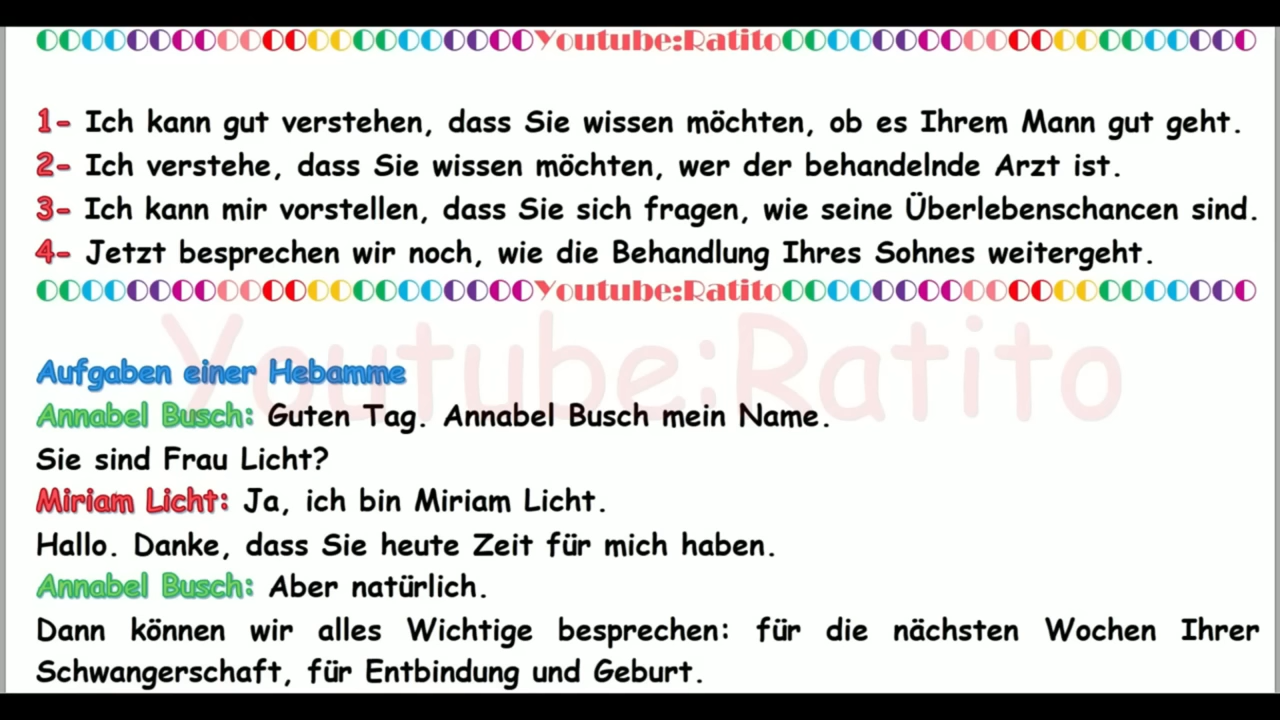 Youtube:Ratito
1- Ich kann gut verstehen, dass Sie wissen möchten, ob es Ihrem Mann gut geht.
2- Ich verstehe, dass Sie wissen möchten, wer der behandelnde Arzt ist.
3- Ich kann mir vorstellen, dass Sie sich fragen, wie seine Überlebenschancen sind.
4- Jetzt besprechen wir noch, wie die Behandlung Ihres Sohnes weitergeht.
Youtube:Ratito
Youtube:Ratito
Aufgaben einer Hebamme
Annabel Busch: Guten Tag. Annabel Busch mein Name.
Sie sind Frau Licht?
Miriam Licht: Ja, ich bin Miriam Licht.
Hallo. Danke, dass Sie heute Zeit für mich haben.
Annabel Busch: Aber natürlich.
Dann können wir alles Wichtige besprechen: für die nächsten Wochen Ihrer
Schwangerschaft, für Entbindung und Geburt.